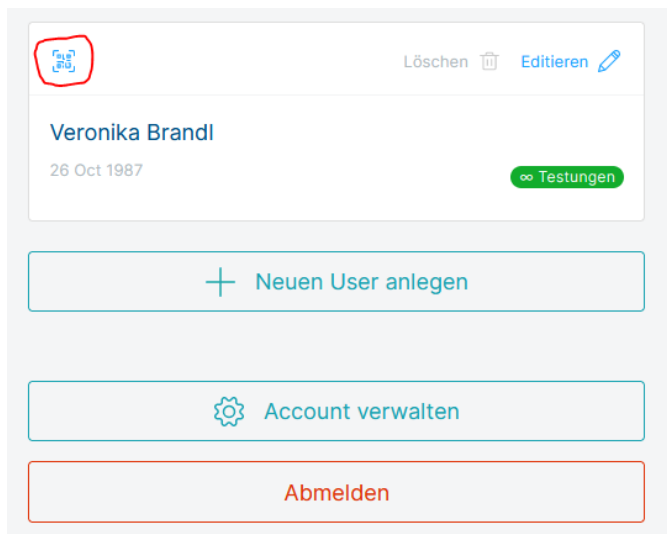 Löschen Editieren
Veronika Brandl
26 Oct 1987
∞ Testungen
Neuen User anlegen
Account verwalten
Abmelden